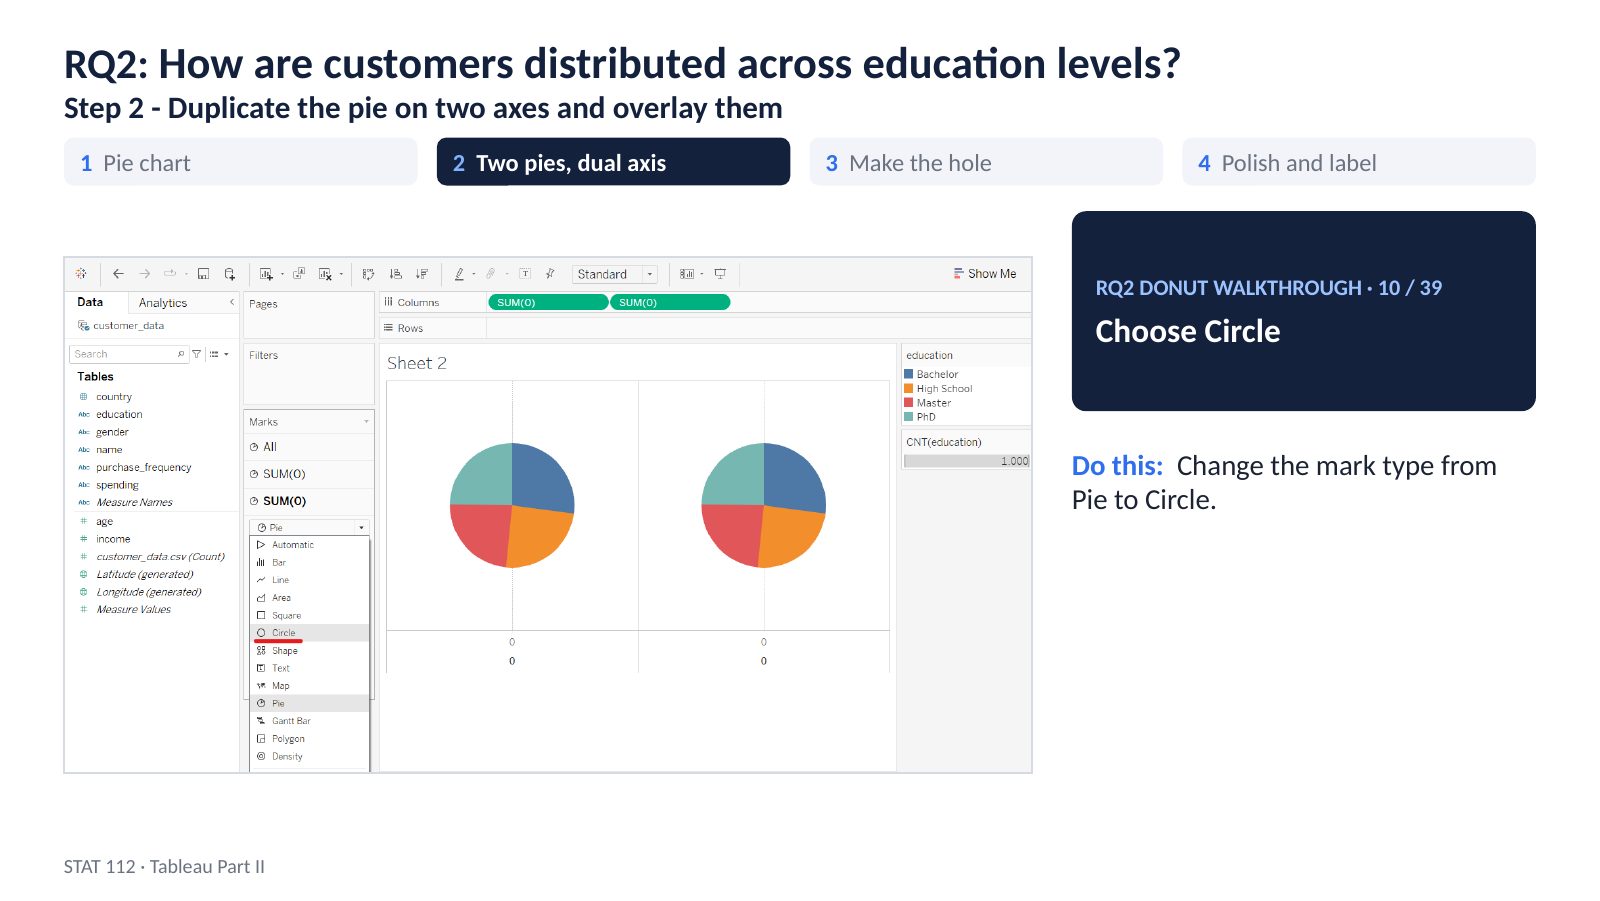 RQ2: How are customers distributed across education levels?
Step 2 - Duplicate the pie on two axes and overlay them
1 Pie chart
2 Two pies, dual axis
3 Make the hole
4 Polish and label
Standard
Show Me
Data
Analytics
customer_data
Search
Tables
country
Abc education
Abc gender
Abc name
Abc purchase_frequency
Abc spending
Abc Measure Names
age
income
customer_data.csv (Count)
Latitude (generated)
Longitude (generated)
Measure Values
Pages
Filters
Marks
All
SUM(0)
SUM(0)
Pie
Automatic
Bar
Line
Area
Square
Circle
Shape
Text
Map
Pie
Gantt Bar
Polygon
Density
Columns
SUM(0)
SUM(0)
Rows
Sheet 2
0
0
0
0
education
Bachelor
High School
Master
PhD
CNT(education)
1.000
RQ2 DONUT WALKTHROUGH · 10 / 39
Choose Circle
Do this: Change the mark type from
Pie to Circle.
STAT 112 · Tableau Part II